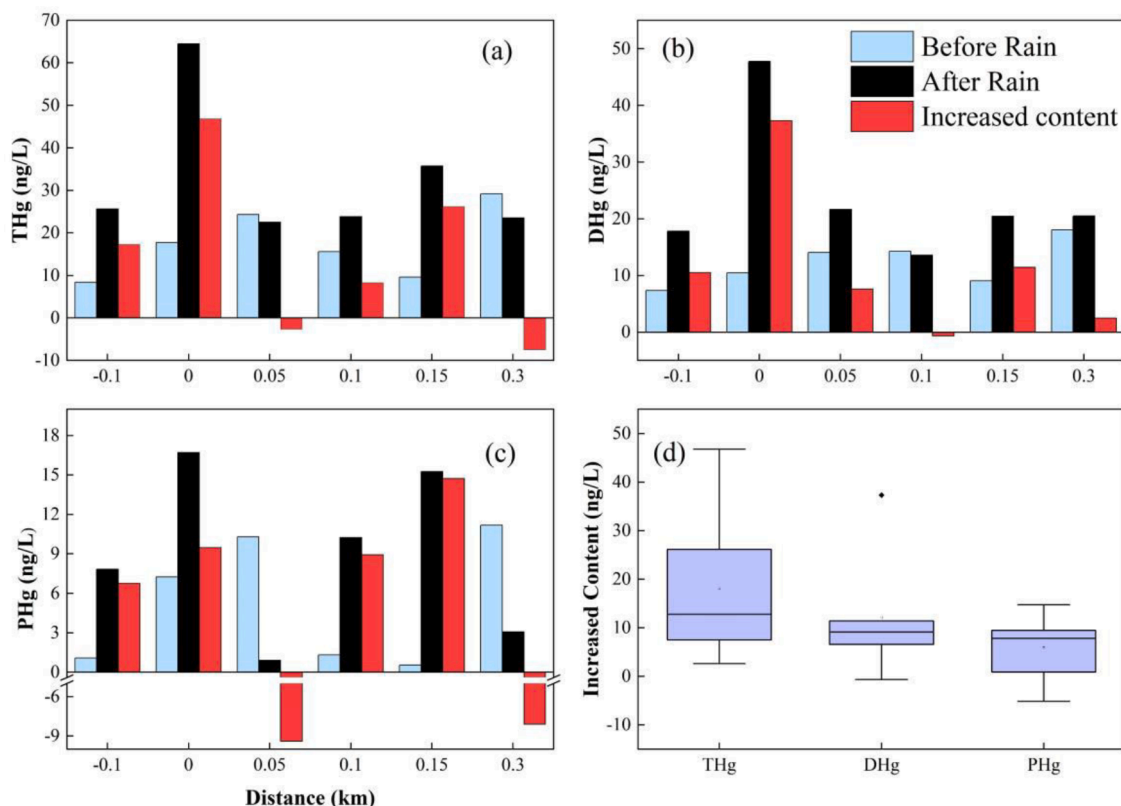 (a)
THg (ng/L)
70
60
50
40
30
20
10
0
-10
-0.1 0 0.05 0.1 0.15 0.3
(b)
Before Rain
After Rain
Increased content
DHg (ng/L)
50
40
30
20
10
0
-0.1 0 0.05 0.1 0.15 0.3
(c)
PHg (ng/L)
18
15
12
9
6
3
0
-6
-9
-0.1 0 0.05 0.1 0.15 0.3
Distance (km)
(d)
Increased Content (ng/L)
50
40
30
20
10
0
-10
THg DHg PHg